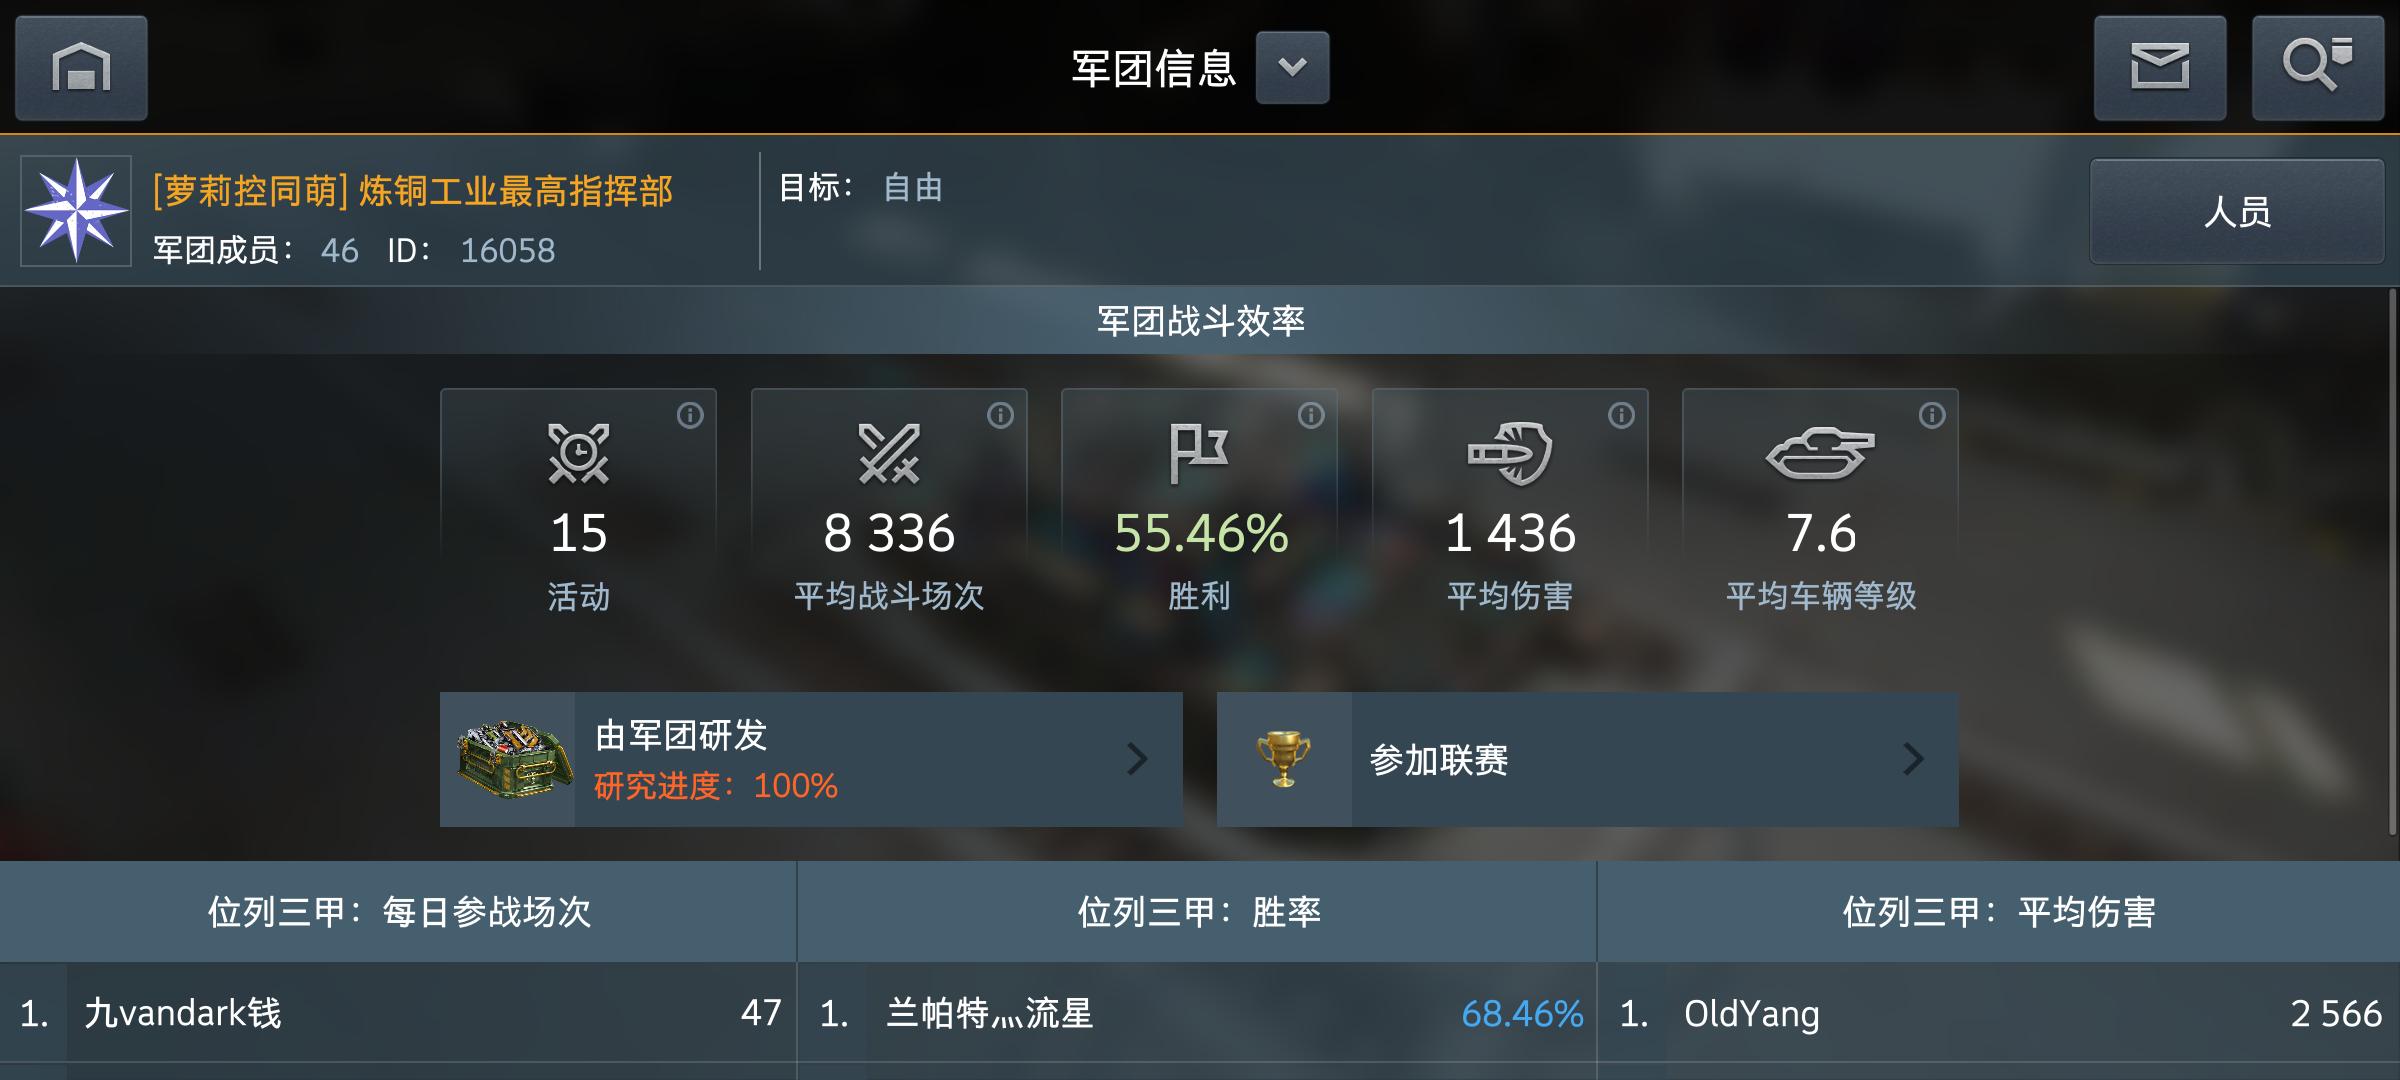 军团信息
[萝莉控同萌] 炼铜工业最高指挥部
军团成员： 46 ID： 16058
目标： 自由
人员
军团战斗效率
15
活动
8 336
平均战斗场次
55.46%
胜利
1 436
平均伤害
7.6
平均车辆等级
由军团研发
研究进度：100%
参加联赛
位列三甲：每日参战场次
1. 九vandark钱 47
位列三甲：胜率
1. 兰帕特灬流星 68.46%
位列三甲：平均伤害
1. OldYang 2 566